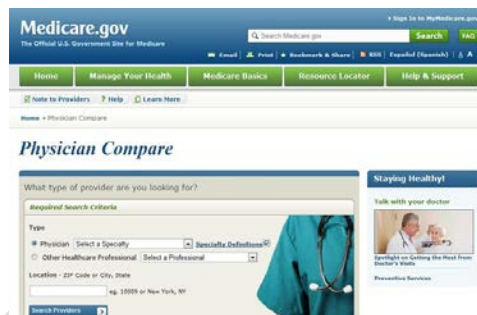 Sign In to MyMedicare.gov
Medicare.gov
The Official U.S. Government Site for Medicare
Search Medicare.gov
Search
FAQ
Email | Print | Bookmark & Share | RSS | Español (Spanish) | A A
Home
Manage Your Health
Medicare Basics
Resource Locator
Help & Support
Note to Providers ? Help Learn More
Home » Physician Compare
Physician Compare
What type of provider are you looking for?
Required Search Criteria
Type
Physician Select a Specialty Specialty Definitions
Other Healthcare Professional Select a Professional
Location - ZIP Code or City, State
eg. 10009 or New York, NY
Search Providers
Staying Healthy!
Talk with your doctor
Spotlight on Getting the Most from
Doctor's Visits
Preventive Services